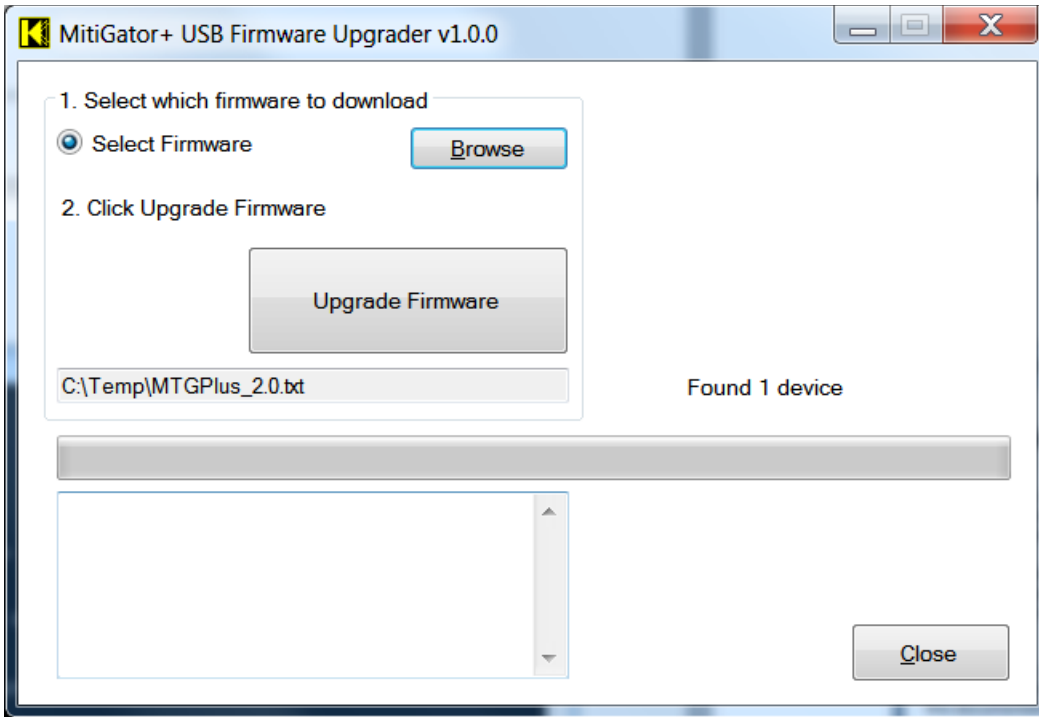 MitiGator+ USB Firmware Upgrader v1.0.0
1. Select which firmware to download
Select Firmware
Browse
2. Click Upgrade Firmware
Upgrade Firmware
C:\Temp\MTGPlus_2.0.txt
Found 1 device
Close